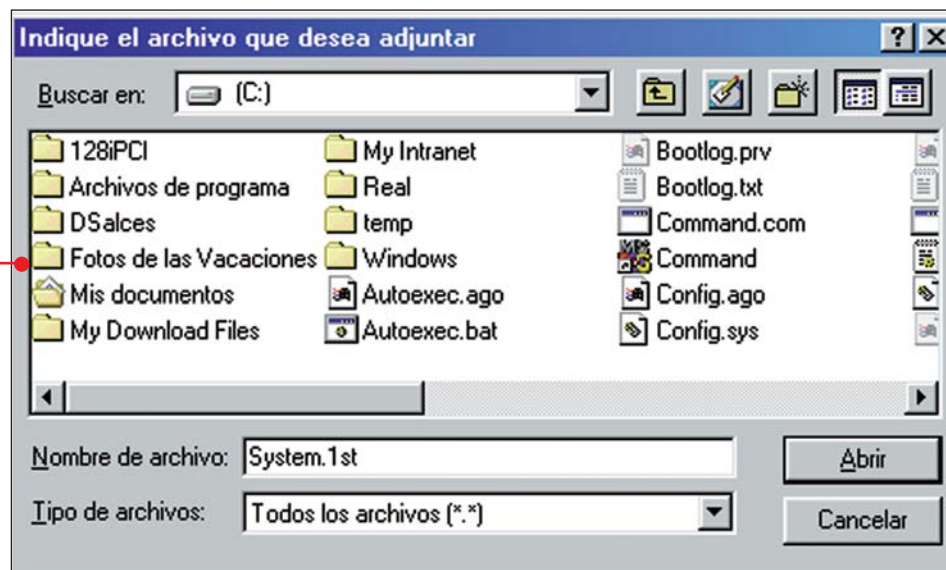 Indique el archivo que desea adjuntar
Buscar en: (C:)
128iPCI
Archivos de programa
DSalces
Fotos de las Vacaciones
Mis documentos
My Download Files
My Intranet
Real
temp
Windows
Autoexec.ago
Autoexec.bat
Bootlog.prv
Bootlog.txt
Command.com
Command
Config.ago
Config.sys
Nombre de archivo: System.1st
Abrir
Tipo de archivos: Todos los archivos (*.*)
Cancelar